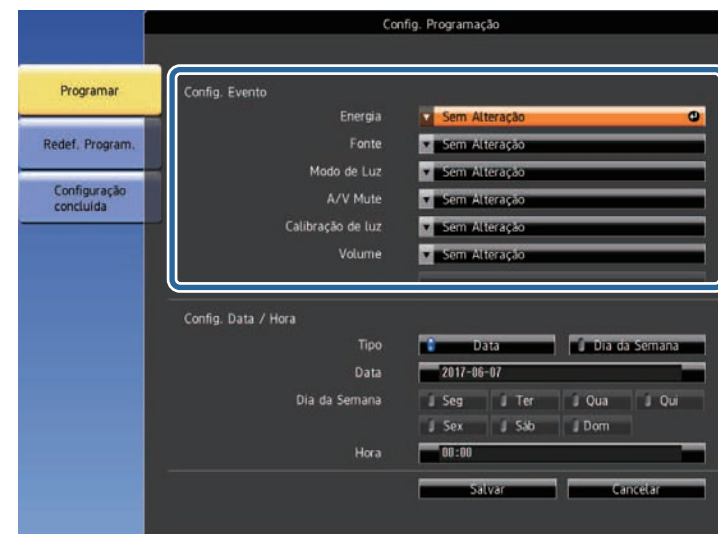 Config. Programação
Programar
Redef. Program.
Configuração
concluída
Config. Evento
Energia Sem Alteração
Fonte Sem Alteração
Modo de Luz Sem Alteração
A/V Mute Sem Alteração
Calibração de luz Sem Alteração
Volume Sem Alteração
Config. Data / Hora
Tipo Data Dia da Semana
Data 2017-06-07
Dia da Semana Seg Ter Qua Qui
Sex Sáb Dom
Hora 00:00
Salvar Cancelar